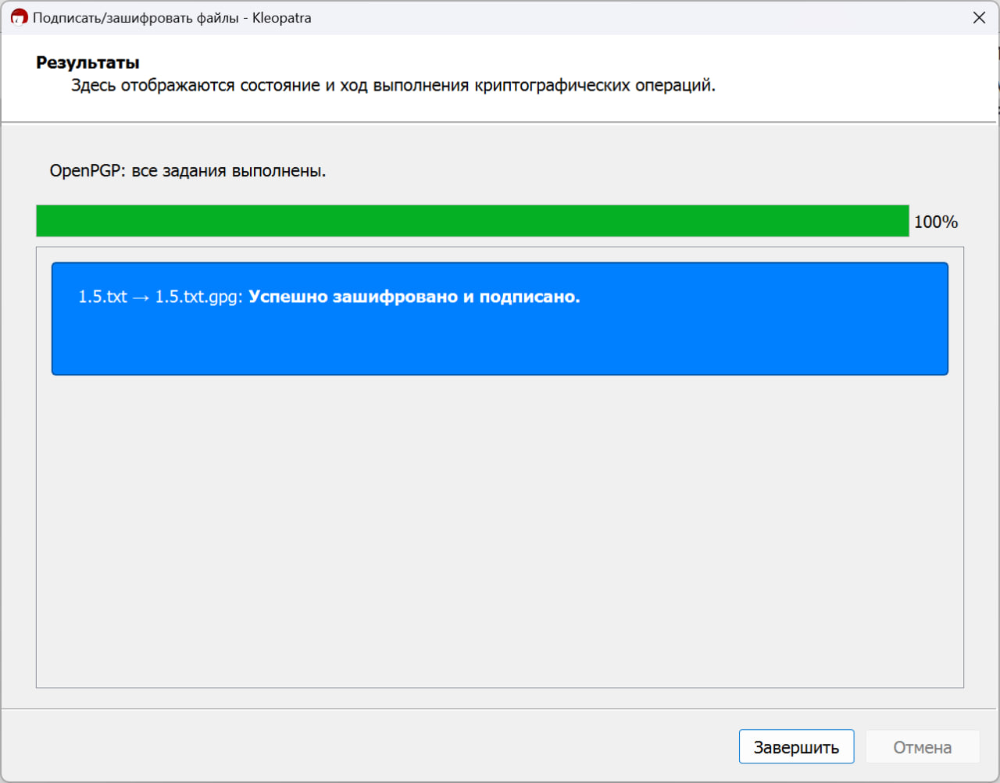 Подписать/зашифровать файлы - Kleopatra
Результаты
Здесь отображаются состояние и ход выполнения криптографических операций.
OpenPGP: все задания выполнены.
100%
1.5.txt → 1.5.txt.gpg: Успешно зашифровано и подписано.
Завершить
Отмена